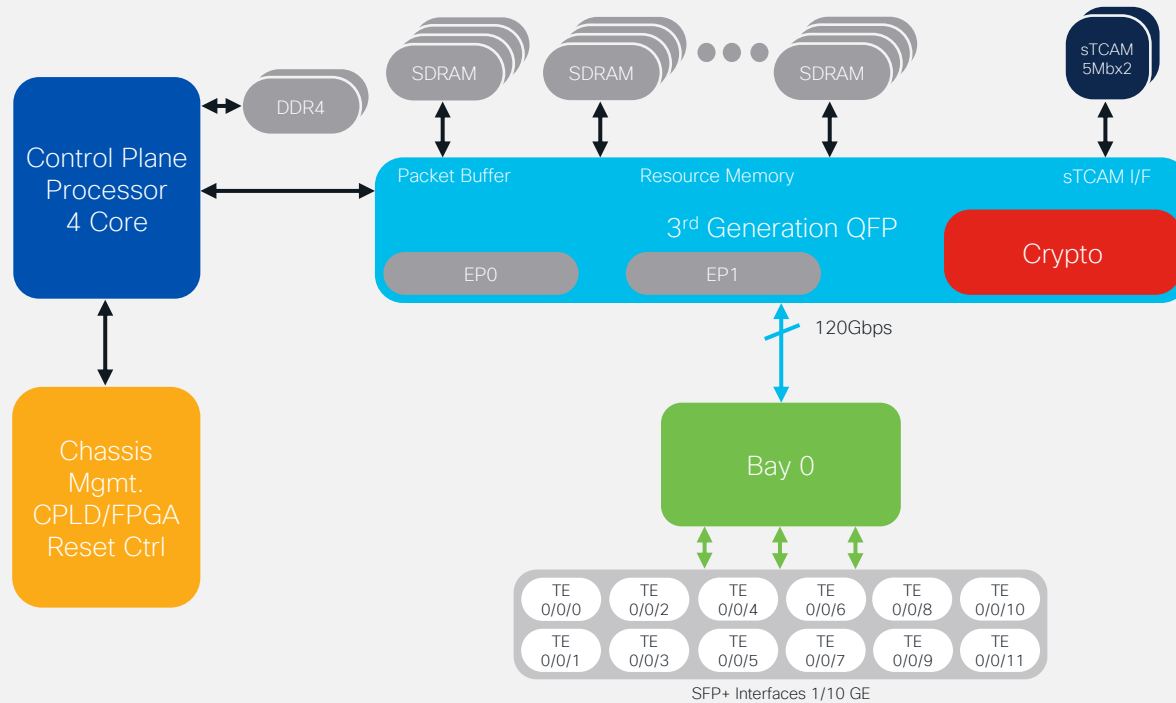 SDRAM
SDRAM
SDRAM
sTCAM
5Mbx2
DDR4
Control Plane
Processor
4 Core
Packet Buffer
Resource Memory
sTCAM I/F
3rd Generation QFP
Crypto
EP0
EP1
120Gbps
Chassis
Mgmt.
CPLD/FPGA
Reset Ctrl
Bay 0
TE
0/0/0
TE
0/0/2
TE
0/0/4
TE
0/0/6
TE
0/0/8
TE
0/0/10
TE
0/0/1
TE
0/0/3
TE
0/0/5
TE
0/0/7
TE
0/0/9
TE
0/0/11
SFP+ Interfaces 1/10 GE